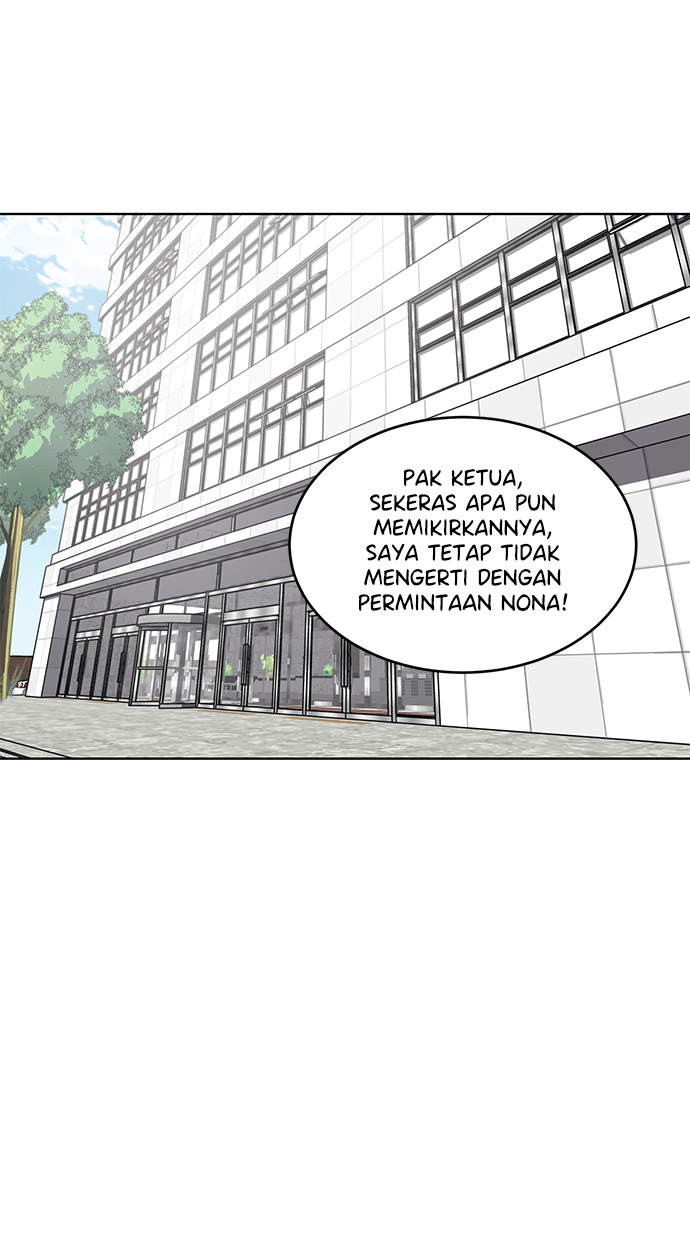 PAK KETUA,
SEKERAS APA PUN
MEMIKIRKANNYA,
SAYA TETAP TIDAK
MENGERTI DENGAN
PERMINTAAN NONA!